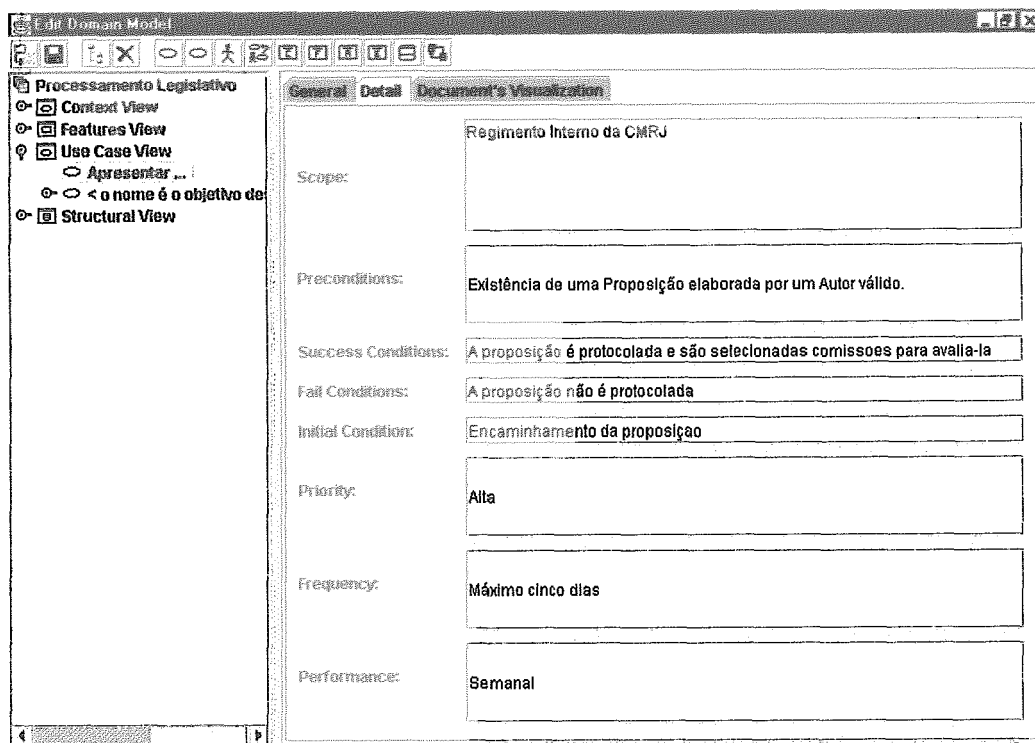 Edit Domain Model
Processamento Legislativo
Context View
Features View
Use Case View
Apresentar ...
< o nome é o objetivo de
Structural View
General Detail Document's Visualization
Scope:
Regimento Interno da CMRJ
Preconditions:
Existência de uma Proposição elaborada por um Autor válido.
Success Conditions:
A proposição é protocolada e são selecionadas comissoes para avalia-la
Fail Conditions:
A proposição não é protocolada
Initial Condition:
Encaminhamento da proposiçao
Priority:
Alta
Frequency:
Máximo cinco dias
Performance:
Semanal